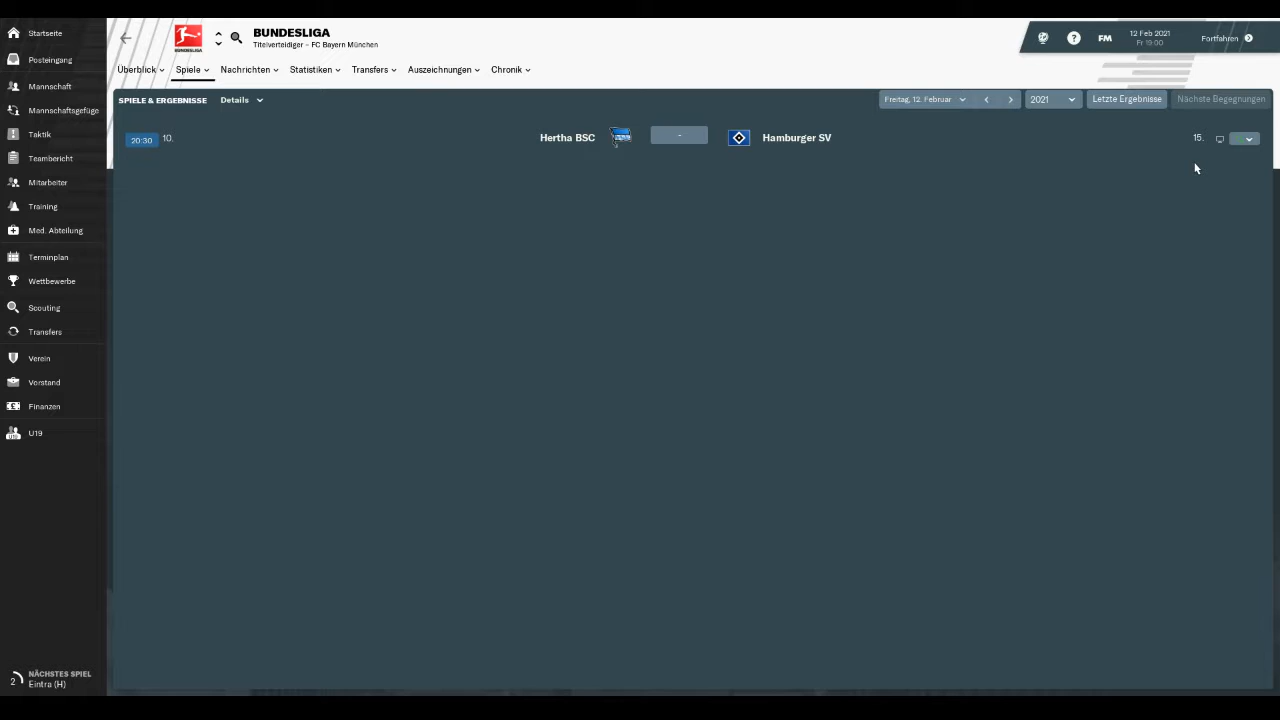 Startseite
Posteingang
Mannschaft
Mannschaftsgefüge
Taktik
Teambericht
Mitarbeiter
Training
Med. Abteilung
Terminplan
Wettbewerbe
Scouting
Transfers
Verein
Vorstand
Finanzen
U19
2 NÄCHSTES SPIEL
Eintra (H)
BUNDESLIGA
Titelverteidiger – FC Bayern München
? FM 12 Feb 2021 Fortfahren
Fr 19:00
Überblick Spiele Nachrichten Statistiken Transfers Auszeichnungen Chronik
SPIELE & ERGEBNISSE Details Freitag, 12. Februar 2021 Letzte Ergebnisse Nächste Begegnungen
20:30 10. Hertha BSC - Hamburger SV 15.